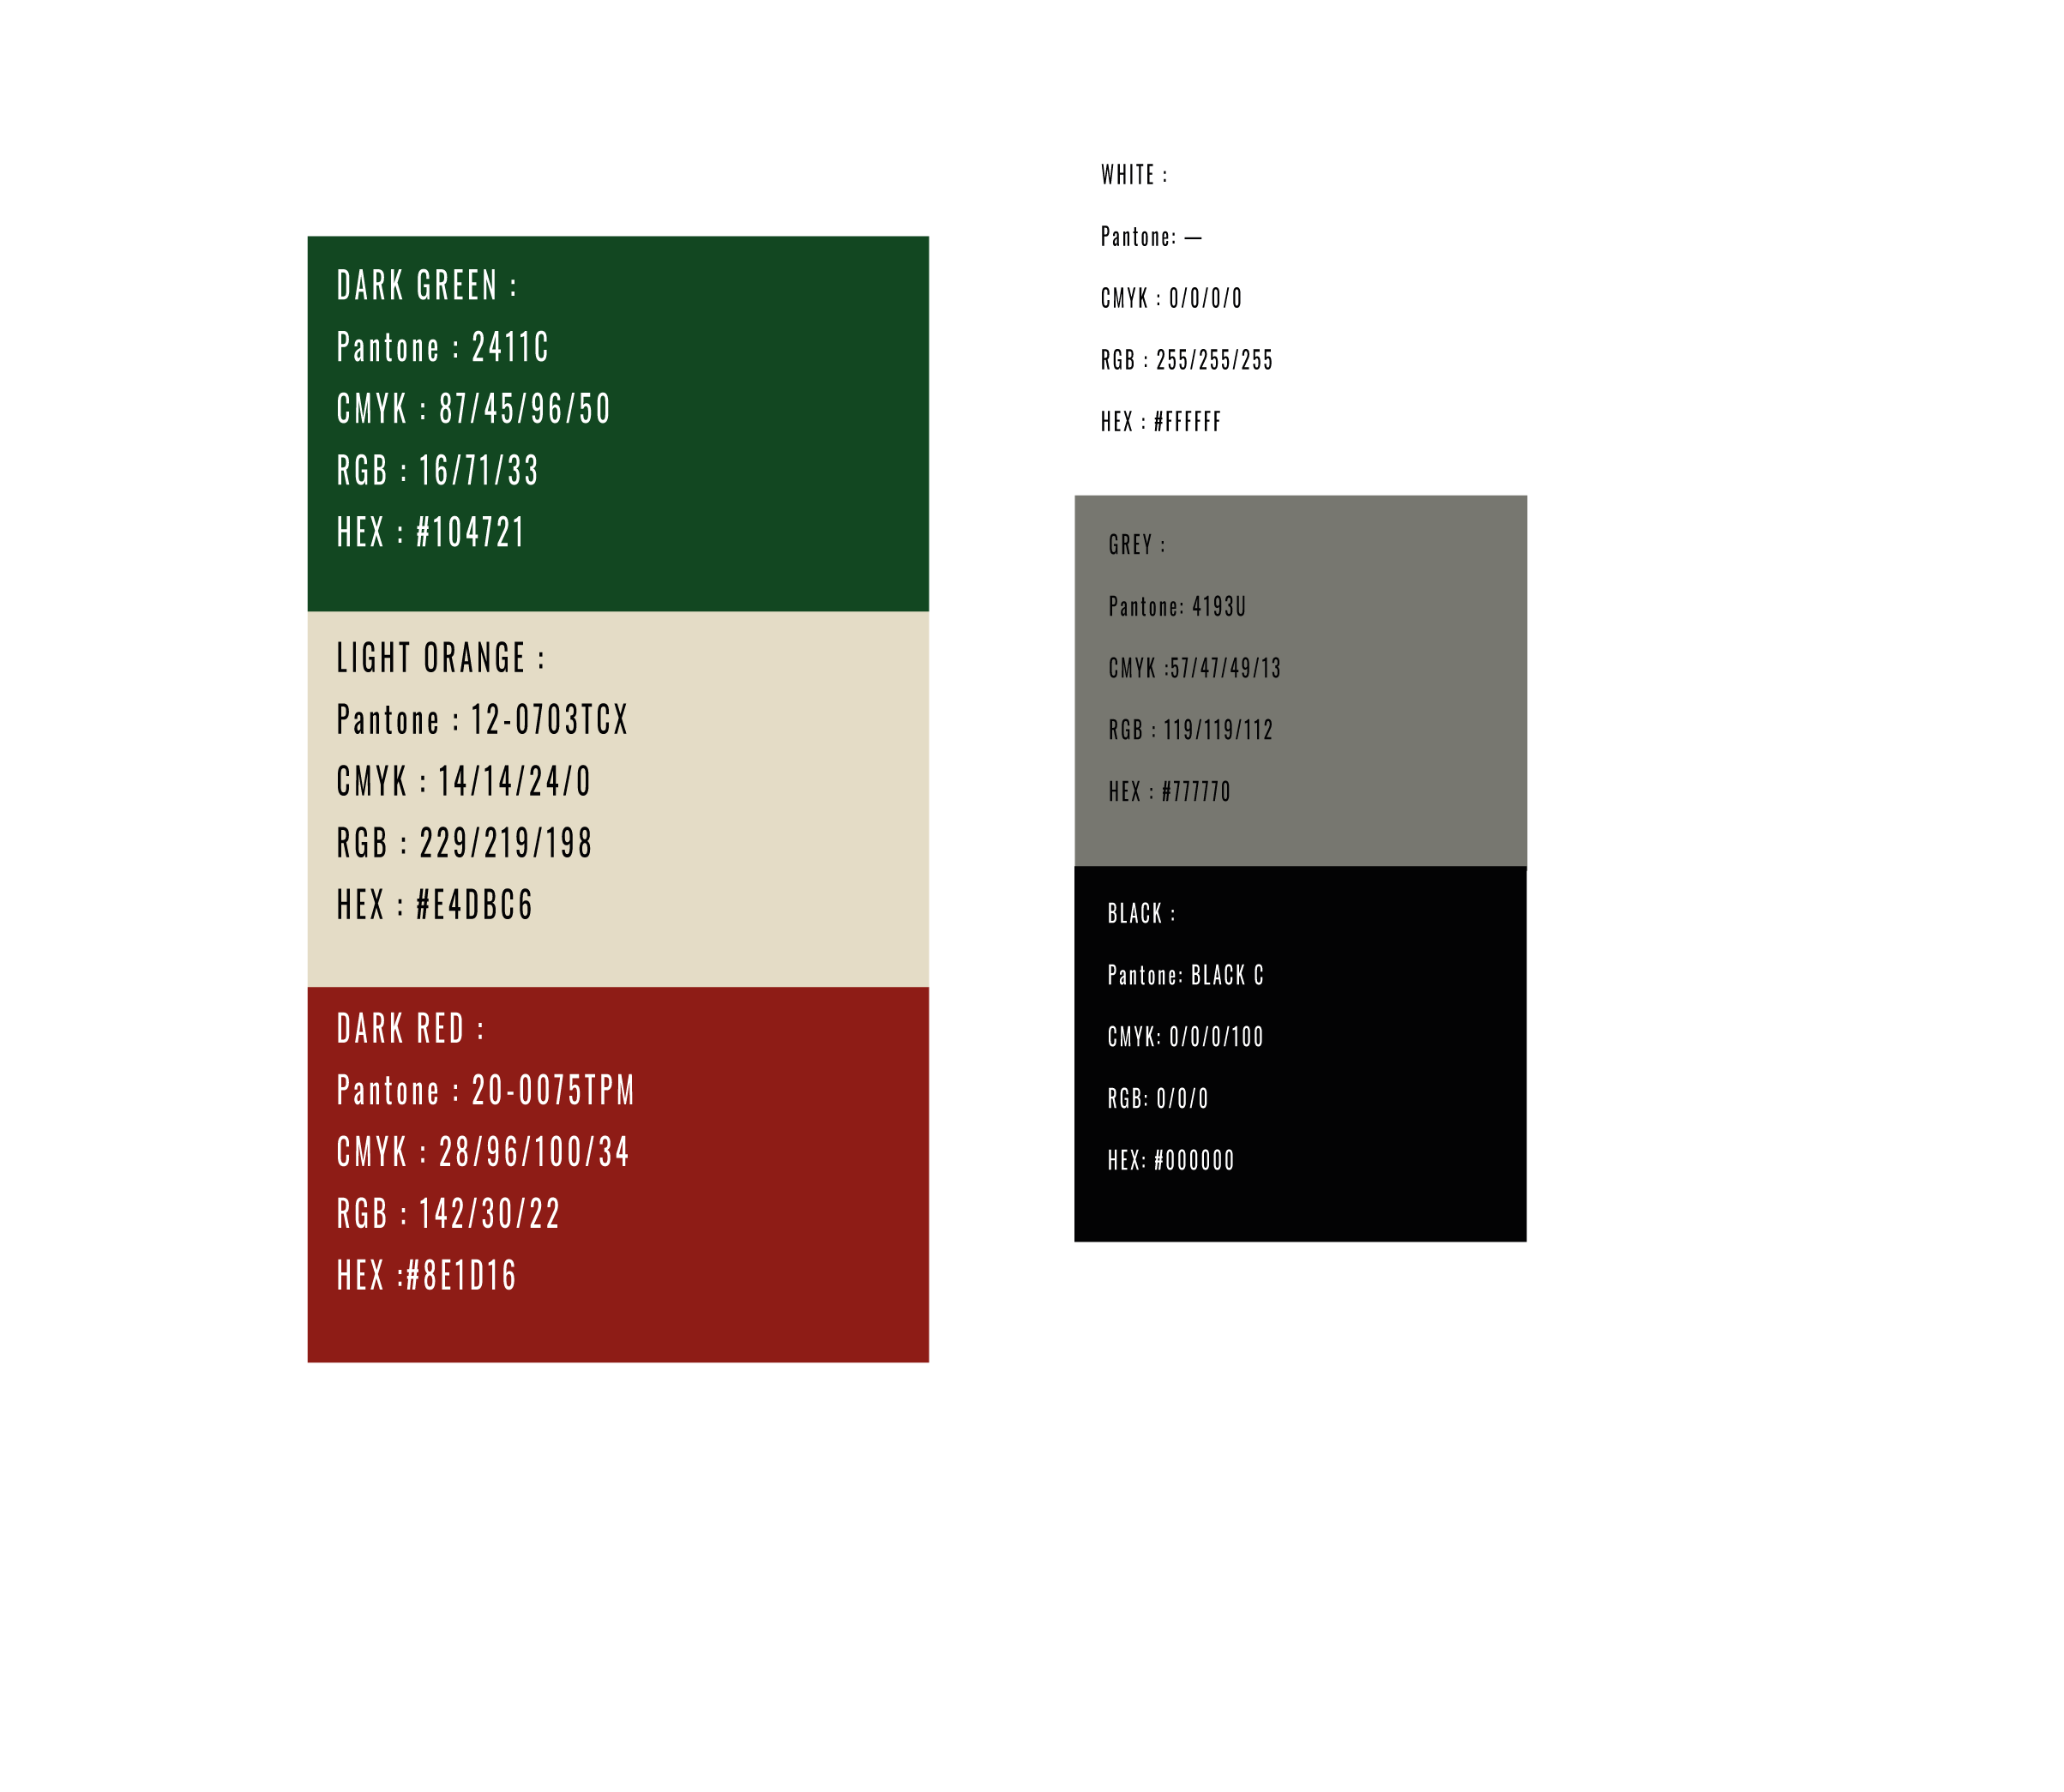 DARK GREEN :
Pantone : 2411C
CMYK : 87/45/96/50
RGB : 16/71/33
HEX : #104721
LIGHT ORANGE :
Pantone : 12-0703TCX
CMYK : 14/14/24/0
RGB : 229/219/198
HEX : #E4DBC6
DARK RED :
Pantone : 20-0075TPM
CMYK : 28/96/100/34
RGB : 142/30/22
HEX :#8E1D16
WHITE :
Pantone: —
CMYK : 0/0/0/0
RGB : 255/255/255
HEX : #FFFFFF
GREY :
Pantone: 4193U
CMYK :57/47/49/13
RGB : 119/119/112
HEX : #777770
BLACK :
Pantone: BLACK C
CMYK: 0/0/0/100
RGB: 0/0/0
HEX: #000000